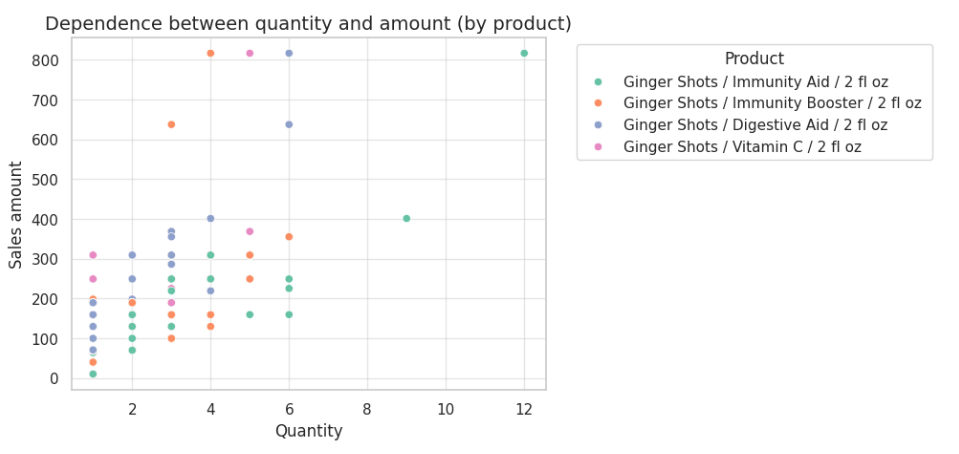 Dependence between quantity and amount (by product)
Product
Ginger Shots / Immunity Aid / 2 fl oz
Ginger Shots / Immunity Booster / 2 fl oz
Ginger Shots / Digestive Aid / 2 fl oz
Ginger Shots / Vitamin C / 2 fl oz
Sales amount
800
700
600
500
400
300
200
100
0
2 4 6 8 10 12
Quantity